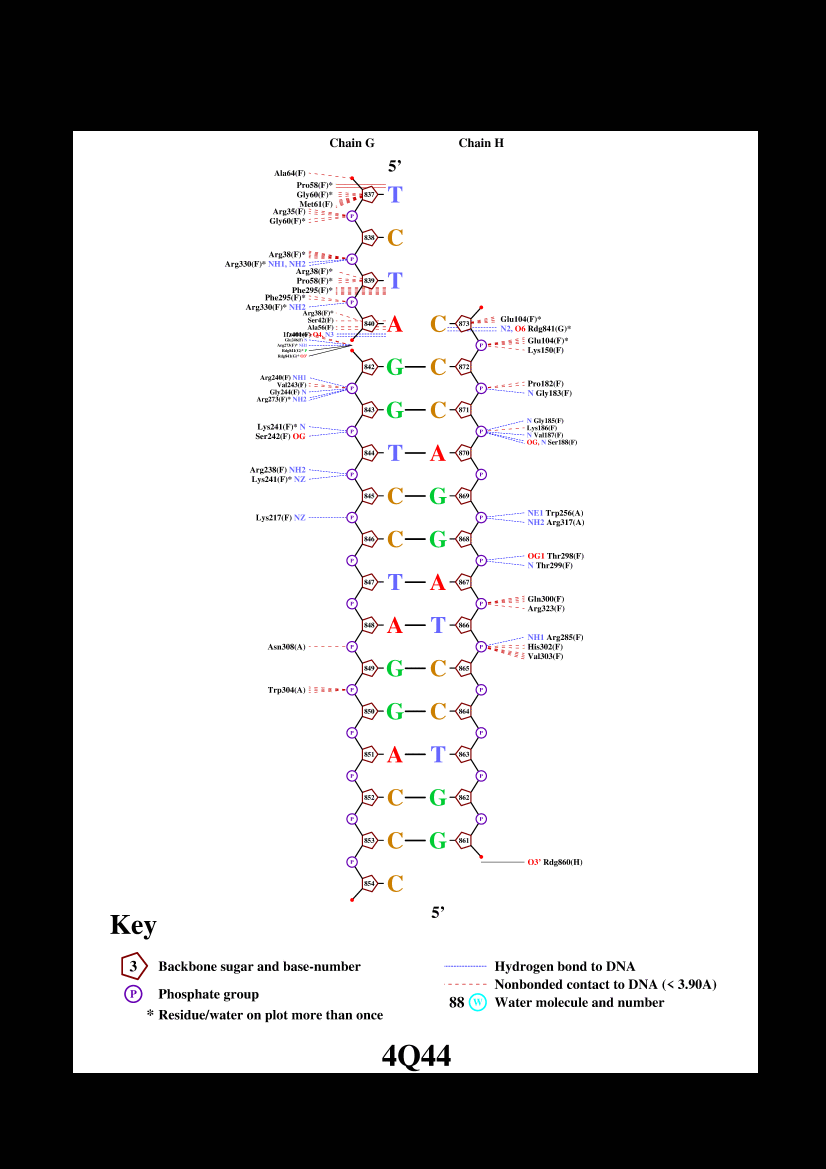 Chain G Chain H
5’
Ala64(F)
Pro58(F)*
837 T
Gly60(F)*
Met61(F)
Arg35(F)
P
Gly60(F)*
838 C
Arg38(F)*
P
Arg330(F)* NH1, NH2
Arg38(F)*
Pro58(F)*
839 T
Phe295(F)*
Phe295(F)*
P
Arg330(F)* NH2
Arg38(F)*
Ser42(F)
Ala56(F)
840 A C 873
Glu104(F)*
N2, O6 Rdg841(G)*
N3
Arg273(F)* NH1
Rdg841(G)* P
Rdg841(G)* O3'
P
Glu104(F)*
Lys150(F)
842 G C 872
Arg240(F) NH1
Val243(F)
Gly244(F) N
Arg273(F)* NH2
P P
Pro182(F)
N Gly183(F)
843 G C 871
Lys241(F)* N
Ser242(F) OG
P P
N Gly185(F)
Lys186(F)
N Val187(F)
OG, N Ser188(F)
844 T A 870
Arg238(F) NH2
Lys241(F)* NZ
P P
845 C G 869
Lys217(F) NZ
P P
NE1 Trp256(A)
NH2 Arg317(A)
846 C G 868
P P
OG1 Thr298(F)
N Thr299(F)
847 T A 867
P P
Gln300(F)
Arg323(F)
848 A T 866
Asn308(A)
P P
NH1 Arg285(F)
His302(F)
Val303(F)
849 G C 865
Trp304(A)
P P
850 G C 864
P P
851 A T 863
P P
852 C G 862
P P
853 C G 861
P
O3' Rdg860(H)
854 C
5’
Key
3 Backbone sugar and base-number
P Phosphate group
* Residue/water on plot more than once
Hydrogen bond to DNA
Nonbonded contact to DNA (< 3.90A)
88 W Water molecule and number
4Q44